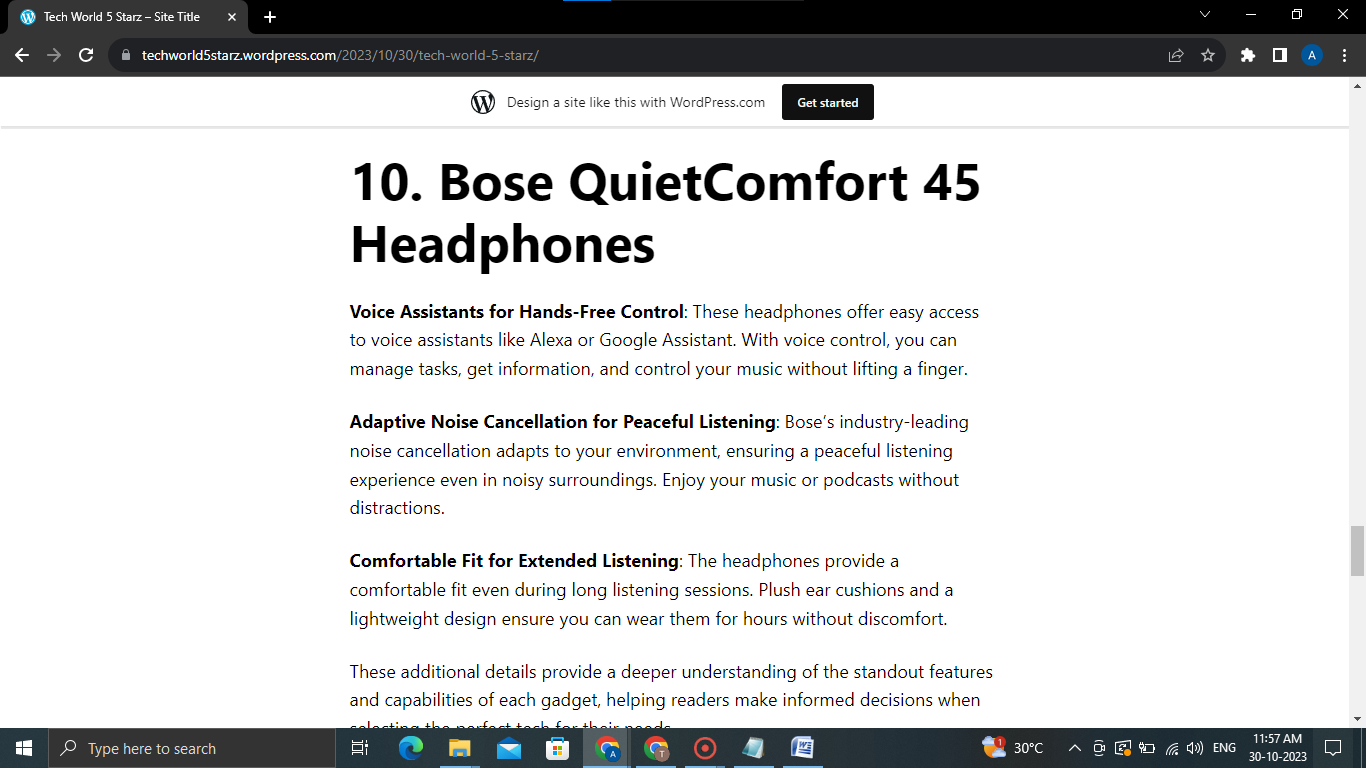 Tech World 5 Starz – Site Title
techworld5starz.wordpress.com/2023/10/30/tech-world-5-starz/
A
Design a site like this with WordPress.com
Get started
10. Bose QuietComfort 45
Headphones
Voice Assistants for Hands-Free Control: These headphones offer easy access
to voice assistants like Alexa or Google Assistant. With voice control, you can
manage tasks, get information, and control your music without lifting a finger.
Adaptive Noise Cancellation for Peaceful Listening: Bose’s industry-leading
noise cancellation adapts to your environment, ensuring a peaceful listening
experience even in noisy surroundings. Enjoy your music or podcasts without
distractions.
Comfortable Fit for Extended Listening: The headphones provide a
comfortable fit even during long listening sessions. Plush ear cushions and a
lightweight design ensure you can wear them for hours without discomfort.
These additional details provide a deeper understanding of the standout features
and capabilities of each gadget, helping readers make informed decisions when
selecting the perfect tech for their needs.
Type here to search
A
T
1
30°C
ENG
11:57 AM
30-10-2023